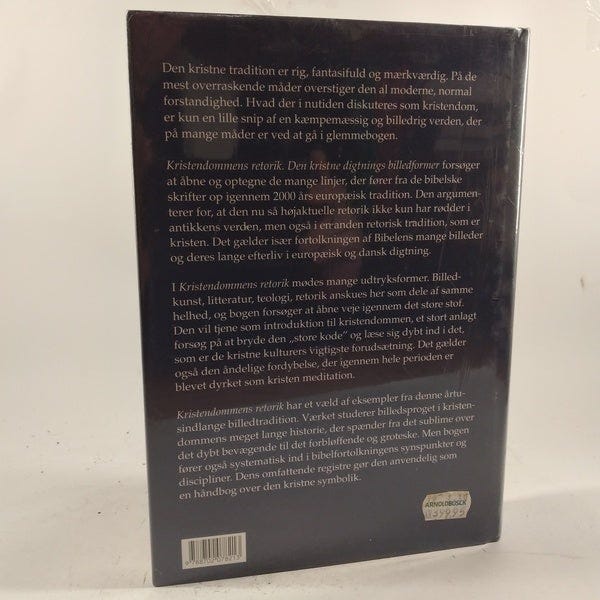 Den kristne tradition er rig, fantasifuld og mærkværdig. På de
mest overraskende måder overstiger den al moderne, normal
forstandighed. Hvad der i nutiden diskuteres som kristendom,
er kun en lille snip af en kæmpemæssig og billedrig verden, der
på mange måder er ved at gå i glemmebogen.
Kristendommens retorik. Den kristne digtnings billedformer forsøger
at åbne og optegne de mange linjer, der fører fra de bibelske
skrifter op igennem 2000 års europæisk tradition. Den argumen-
terer for, at den nu så højaktuelle retorik ikke kun har rødder i
antikkens verden, men også i en anden retorisk tradition, som er
kristen. Det gælder især fortolkningen af Bibelens mange billeder
og deres lange efterliv i europæisk og dansk digtning.
I Kristendommens retorik mødes mange udtryksformer. Billed-
kunst, litteratur, teologi, retorik anskues her som dele af samme
helhed, og bogen forsøger at åbne veje igennem det store stof.
Den vil tjene som introduktion til kristendommen, et stort anlagt
forsøg på at bryde den „store kode” og læse sig dybt ind i det,
som er de kristne kulturers vigtigste forudsætning. Det gælder
også den åndelige fordybelse, der igennem hele perioden er
blevet dyrket som kristen meditation.
Kristendommens retorik har et væld af eksempler fra denne årtu-
sindlange billedtradition. Værket studerer billedsproget i kristen-
dommens meget lange historie, der spænder fra det sublime over
det dybt bevægende til det forbløffende og groteske. Men bogen
fører også systematisk ind i bibelfortolkningens synspunkter og
discipliner. Dens omfattende registre gør den anvendelig som
en håndbog over den kristne symbolik.
ARNOLDBUSCK